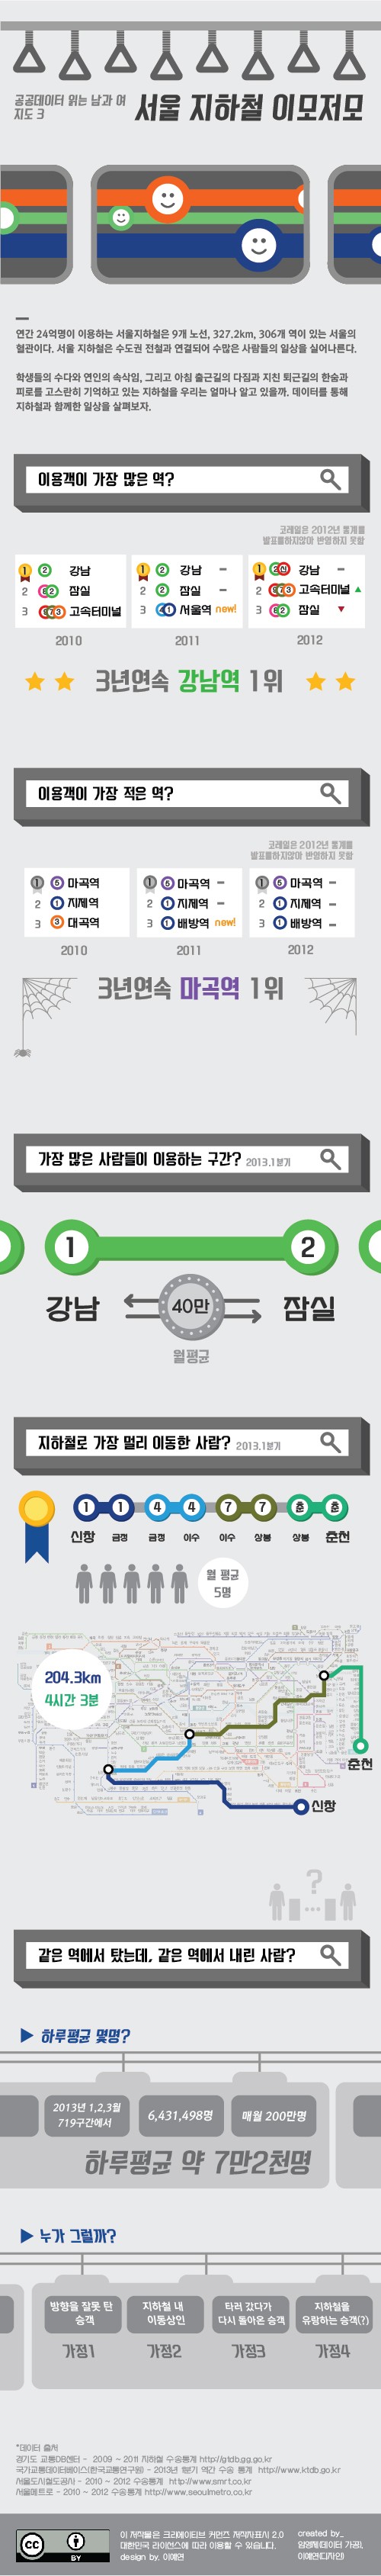 공공데이터 읽는 남과 여
지도 3
서울 지하철 이모저모
연간 24억명이 이용하는 서울지하철은 9개 노선, 327.2km, 306개 역이 있는 서울의
혈관이다. 서울 지하철은 수도권 전철과 연결되어 수많은 사람들의 일상을 실어나른다.
학생들의 수다와 연인의 속삭임, 그리고 아침 출근길의 다짐과 지친 퇴근길의 한숨과
피로를 고스란히 기억하고 있는 지하철을 우리는 얼마나 알고 있을까. 데이터를 통해
지하철과 함께한 일상을 살펴보자.
이용객이 가장 많은 역?
코레일은 2012년 통계를
발표를하지않아 반영하지 못함
1 2 강남
2 8 2 잠실
3 9 7 3 고속터미널
2010
1 2 강남 -
2 2 잠실 -
3 4 1 서울역 new!
2011
1 2 강남 -
2 9 7 3 고속터미널 ▲
3 8 2 잠실 ▼
2012
3년연속 강남역 1위
이용객이 가장 적은 역?
코레일은 2012년 통계를
발표를하지않아 반영하지 못함
1 5 마곡역
2 1 지제역
3 3 대곡역
2010
1 5 마곡역 -
2 1 지제역 -
3 1 배방역 new!
2011
1 5 마곡역 -
2 1 지제역 -
3 1 배방역 -
2012
3년연속 마곡역 1위
가장 많은 사람들이 이용하는 구간? 2013.1분기
1 2
강남 40만 잠실
월평균
지하철로 가장 멀리 이동한 사람? 2013.1분기
1 1 4 4 7 7 춘 춘
신창 금정 금정 이수 이수 상봉 상봉 춘천
월 평균
5명
204.3km
4시간 3분
춘천
신창
?
...
같은 역에서 탔는데, 같은 역에서 내린 사람?
▶ 하루평균 몇명?
2013년 1,2,3월
719구간에서
6,431,498명
매월 200만명
하루평균 약 7만2천명
▶ 누가 그럴까?
방향을 잘못 탄
승객
지하철 내
이동상인
타러 갔다가
다시 돌아온 승객
지하철을
유랑하는 승객(?)
가정1 가정2 가정3 가정4
*데이터 출처
경기도 교통DB센터 - 2009 ~ 2011 지하철 수송통계 http://gtdb.gg.go.kr
국가교통데이터베이스(한국교통연구원) - 2013년 1분기 역간 수송 통계 http://www.ktdb.go.kr
서울도시철도공사 - 2010 ~ 2012 수송통계 http://www.smrt.co.kr
서울메트로 - 2010 ~ 2012 수송통계 http://www.seoulmetro.co.kr
cc BY
이 저작물은 크리에이티브 커먼즈 저작자표시 2.0
대한민국 라이선스에 따라 이용할 수 있습니다.
design by. 이예연
created by_
임영재(데이터 가공),
이예연(디자인)